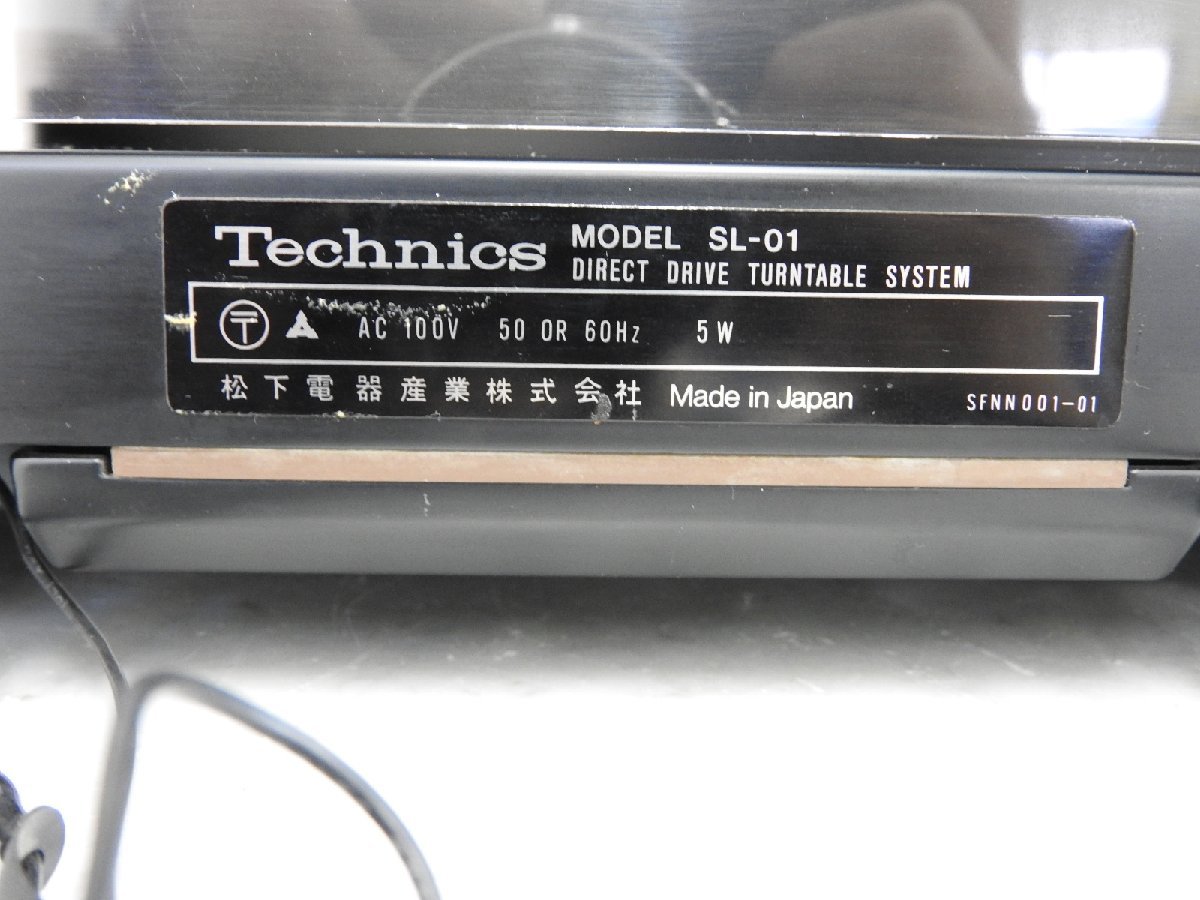 Technics MODEL SL-01
DIRECT DRIVE TURNTABLE SYSTEM
〒 AC 100V 50 OR 60Hz 5W
松下電器産業株式会社 Made in Japan SFNN001-01